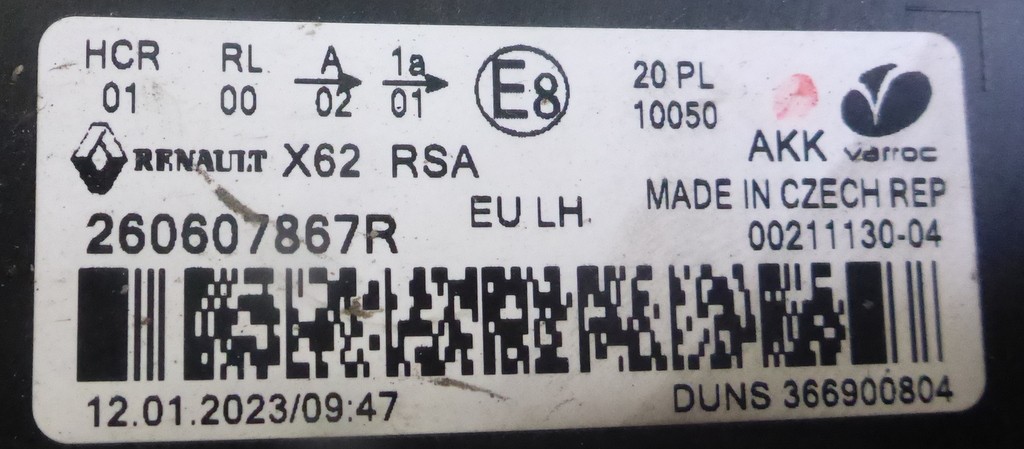 HCR RL A 1a E8 20 PL
01 00 02 01 10050
AKK varroc
RENAULT X62 RSA
EU LH
MADE IN CZECH REP
260607867R
00211130-04
12.01.2023/09:47
DUNS 366900804